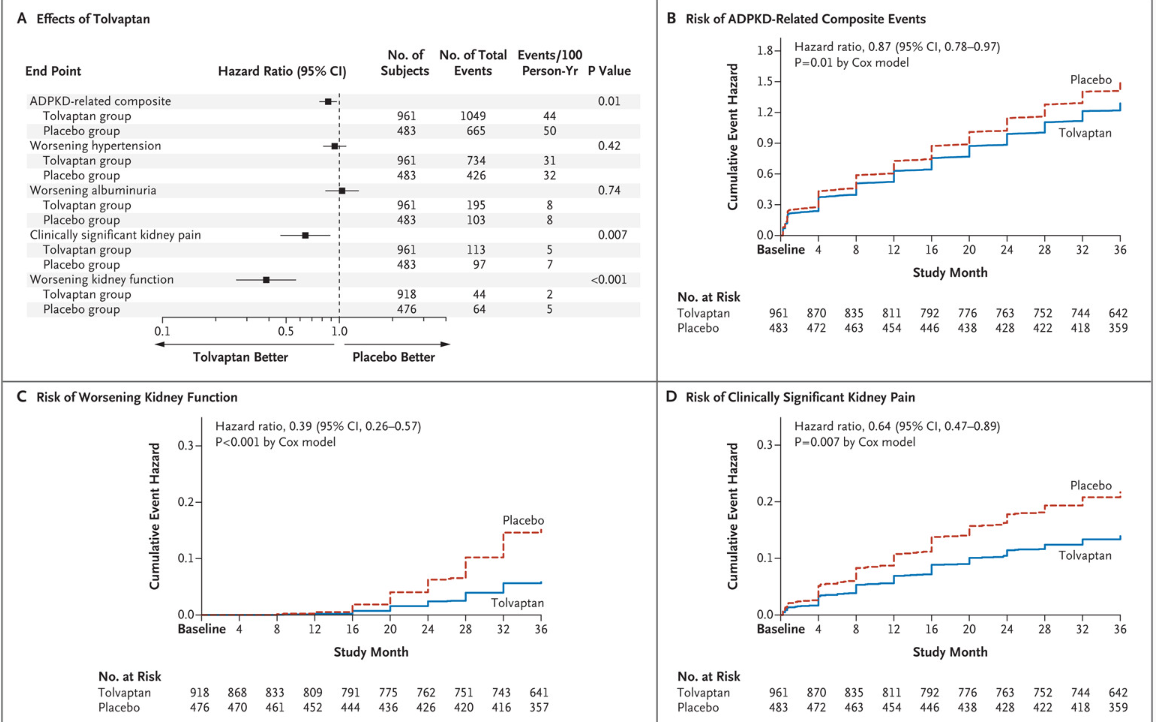 A Effects of Tolvaptan
End Point Hazard Ratio (95% CI) No. of Subjects No. of Total Events Events/100 Person-Yr P Value
ADPKD-related composite 0.01
Tolvaptan group 961 1049 44
Placebo group 483 665 50
Worsening hypertension 0.42
Tolvaptan group 961 734 31
Placebo group 483 426 32
Worsening albuminuria 0.74
Tolvaptan group 961 195 8
Placebo group 483 103 8
Clinically significant kidney pain 0.007
Tolvaptan group 961 113 5
Placebo group 483 97 7
Worsening kidney function <0.001
Tolvaptan group 918 44 2
Placebo group 476 64 5
0.1 0.5 1.0
Tolvaptan Better Placebo Better
B Risk of ADPKD-Related Composite Events
Hazard ratio, 0.87 (95% CI, 0.78–0.97)
P=0.01 by Cox model
Cumulative Event Hazard
1.8
1.5
1.2
0.9
0.6
0.3
0.0
Placebo
Tolvaptan
Baseline 4 8 12 16 20 24 28 32 36
Study Month
No. at Risk
Tolvaptan 961 870 835 811 792 776 763 752 744 642
Placebo 483 472 463 454 446 438 428 422 418 359
C Risk of Worsening Kidney Function
Hazard ratio, 0.39 (95% CI, 0.26–0.57)
P<0.001 by Cox model
Cumulative Event Hazard
0.3
0.2
0.1
0.0
Placebo
Tolvaptan
Baseline 4 8 12 16 20 24 28 32 36
Study Month
No. at Risk
Tolvaptan 918 868 833 809 791 775 762 751 743 641
Placebo 476 470 461 452 444 436 426 420 416 357
D Risk of Clinically Significant Kidney Pain
Hazard ratio, 0.64 (95% CI, 0.47–0.89)
P=0.007 by Cox model
Cumulative Event Hazard
0.3
0.2
0.1
0.0
Placebo
Tolvaptan
Baseline 4 8 12 16 20 24 28 32 36
Study Month
No. at Risk
Tolvaptan 961 870 835 811 792 776 763 752 744 642
Placebo 483 472 463 454 446 438 428 422 418 359